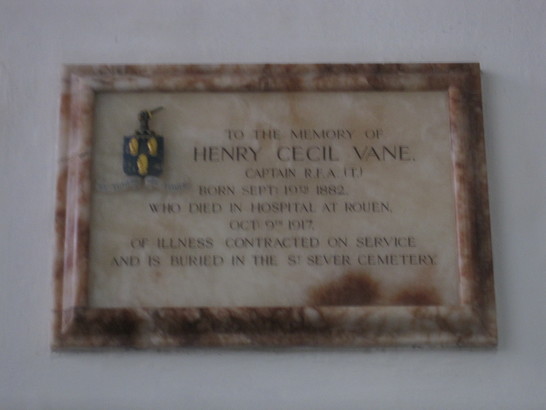 TO THE MEMORY OF
HENRY CECIL VANE.
CAPTAIN R.F.A. (T.)
BORN SEPT: 19TH 1882.
WHO DIED IN HOSPITAL AT ROUEN,
OCT: 9TH 1917,
OF ILLNESS CONTRACTED ON SERVICE
AND IS BURIED IN THE ST SEVER CEMETERY.